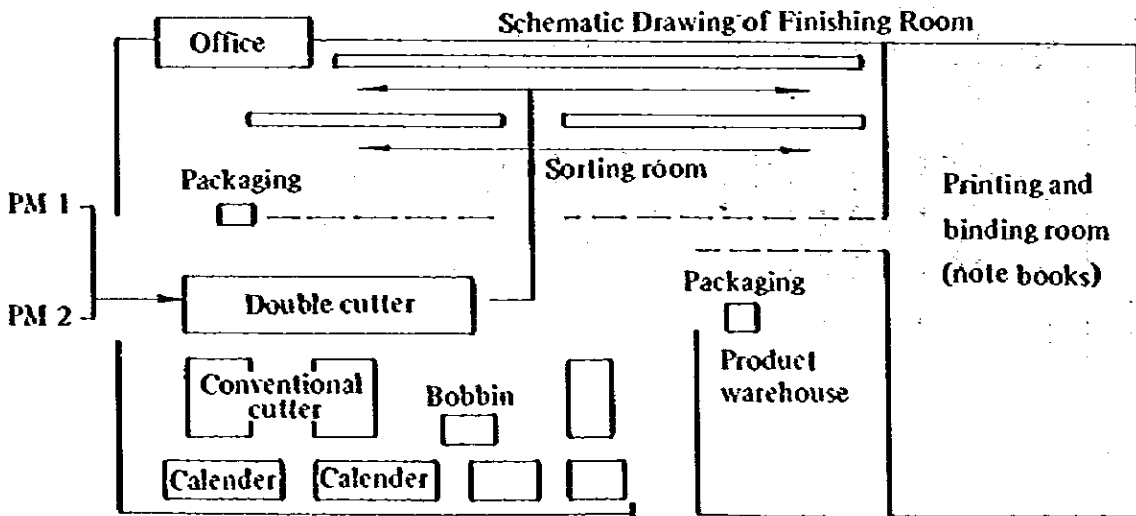 Schematic Drawing of Finishing Room
Office
Sorting room
Packaging
PM 1
PM 2
Printing and
binding room
(note books)
Double cutter
Packaging
Product
warehouse
Conventional
cutter
Bobbin
Calender
Calender